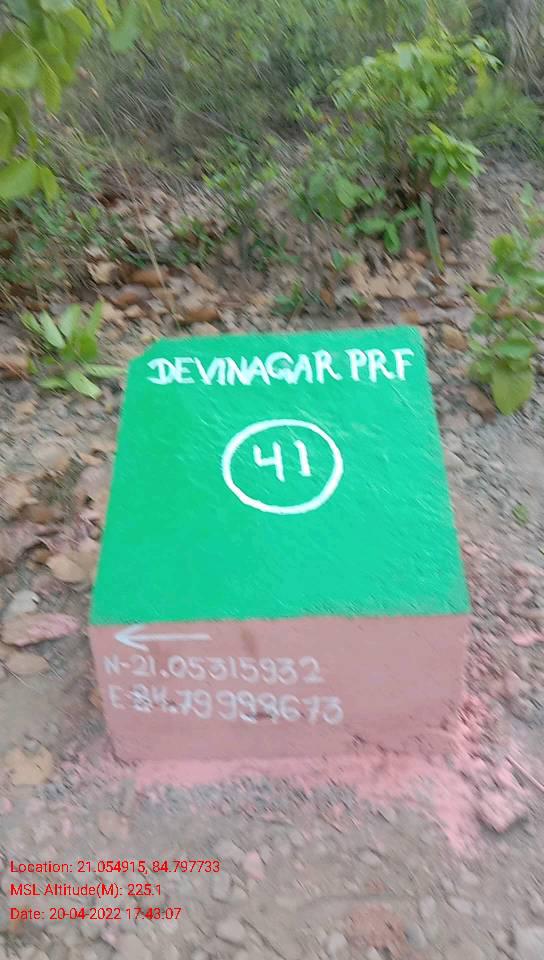 DEVINAGAR PRF
41
N-21.05315932
E-84.79998673
Location: 21.054915, 84.797733
MSL Altitude(M): 225.1
Date: 20-04-2022 17:43:07